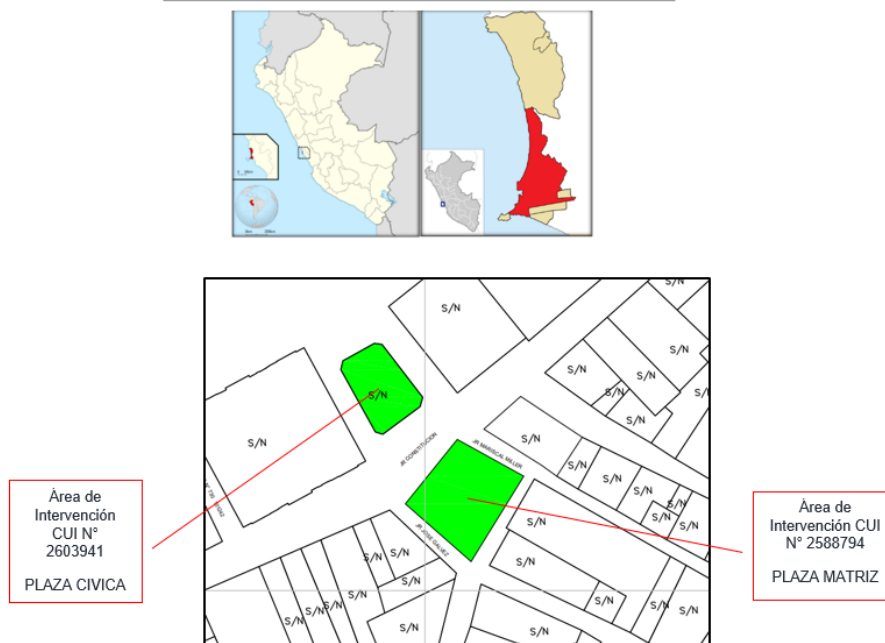 S/N
S/N
S/N
S/N
S/N
S/N
S/N
S/N
S/N
S/N
JR CONSTITUCION
JR MARISCAL MILLER
S/N
S/N
S/N
S/N
S/N
S/N
S/N
Área de
Intervención
CUI N°
2603941
PLAZA CIVICA
Área de
Intervención CUI
N° 2588794
PLAZA MATRIZ
JR JOSE GALVEZ
S/N
S/N
S/N
S/N
S/N
S/N
S/N
S/N
S/N
S/N
S/N
S/N
S/N